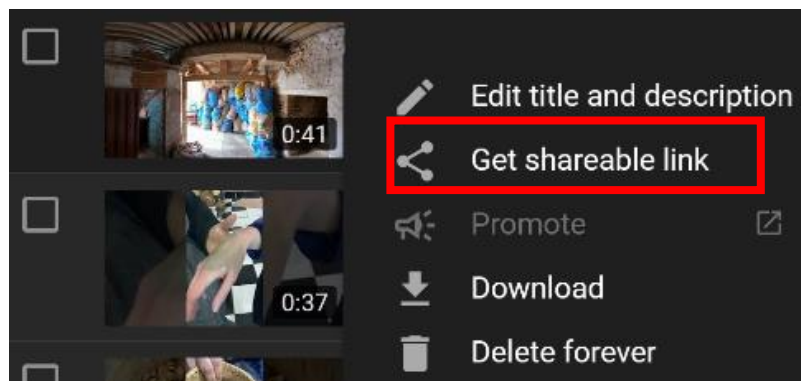 0:41
Edit title and description
Get shareable link
Promote
0:37
Download
Delete forever